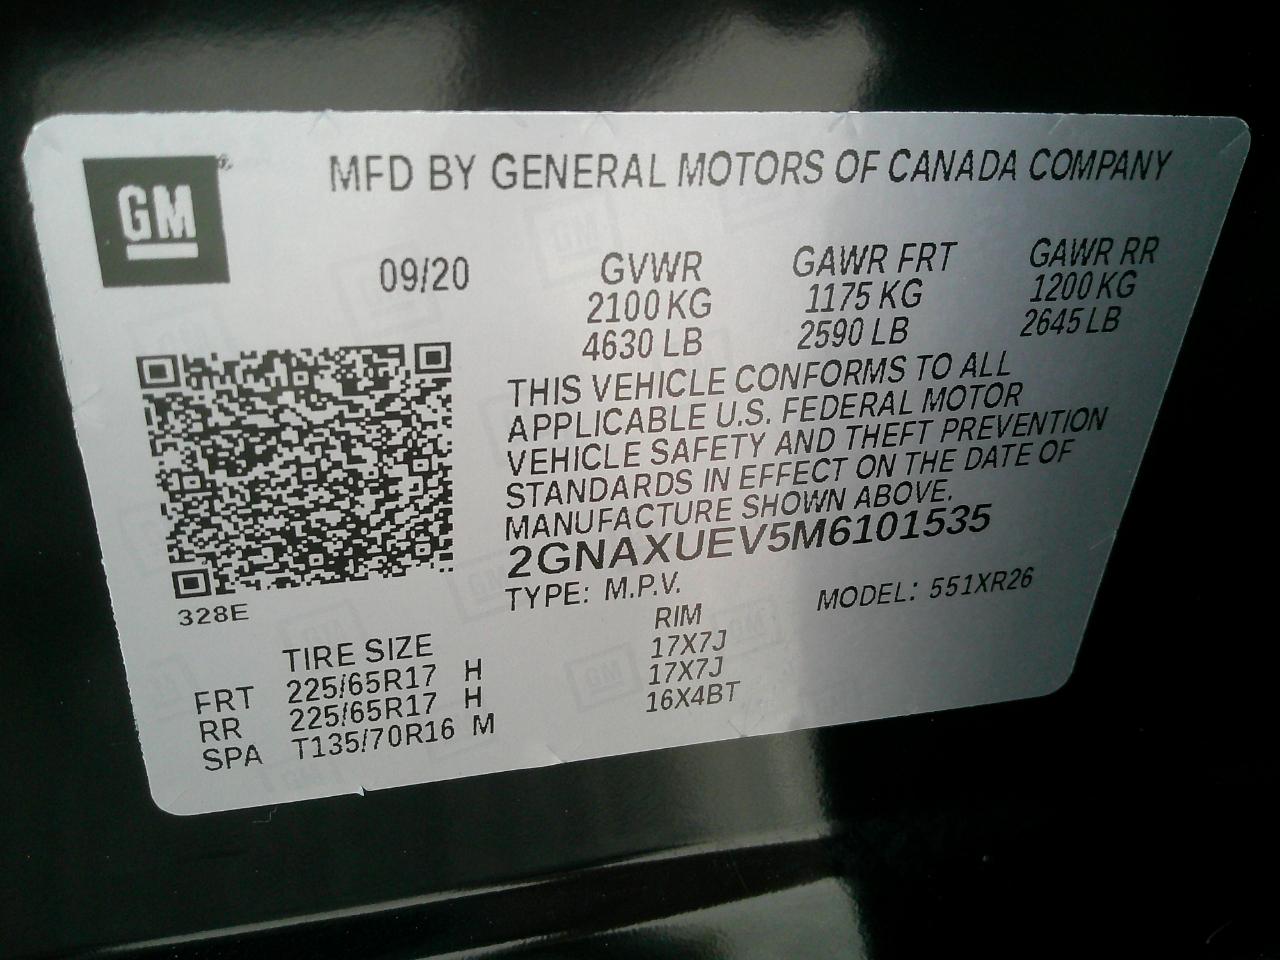 GM
MFD BY GENERAL MOTORS OF CANADA COMPANY
09/20
GVWR GAWR FRT GAWR RR
2100 KG 1175 KG 1200 KG
4630 LB 2590 LB 2645 LB
THIS VEHICLE CONFORMS TO ALL
APPLICABLE U.S. FEDERAL MOTOR
VEHICLE SAFETY AND THEFT PREVENTION
STANDARDS IN EFFECT ON THE DATE OF
MANUFACTURE SHOWN ABOVE.
2GNAXUEV5M6101535
TYPE: M.P.V. MODEL: 551XR26
328E
TIRE SIZE RIM
FRT 225/65R17 H 17X7J
RR 225/65R17 H 17X7J
SPA T135/70R16 M 16X4BT